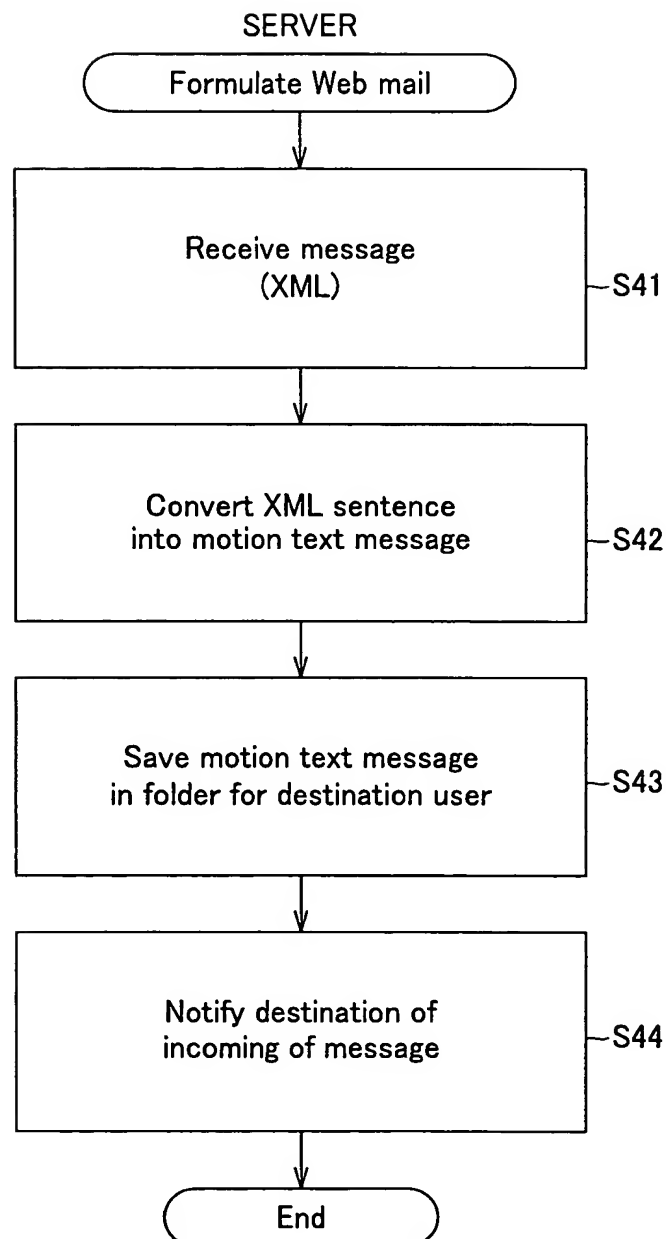 SERVER
Formulate Web mail
Receive message
(XML)
S41
Convert XML sentence
into motion text message
S42
Save motion text message
in folder for destination user
S43
Notify destination of
incoming of message
S44
End